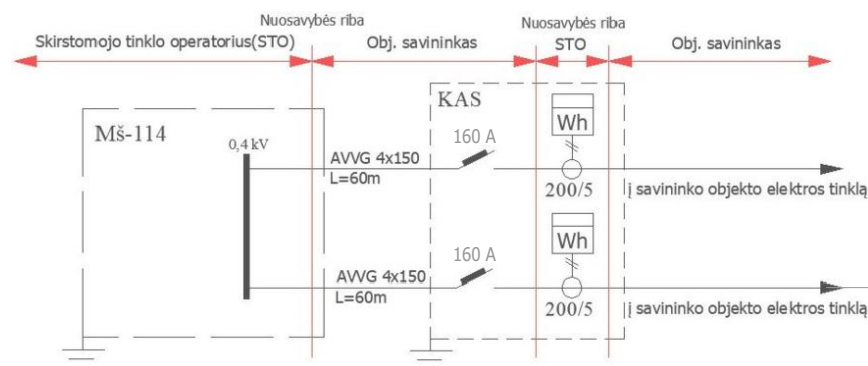 Nuosavybės riba
Nuosavybės riba
Skirstomojo tinklo operatorius(STO)
Obj. savininkas
STO
Obj. savininkas
Mš-114
KAS
0,4 kV
160 A
Wh
AVVG 4x150
L=60m
200/5
į savininko objekto elektros tinklą
160 A
Wh
AVVG 4x150
L=60m
200/5
į savininko objekto elektros tinklą